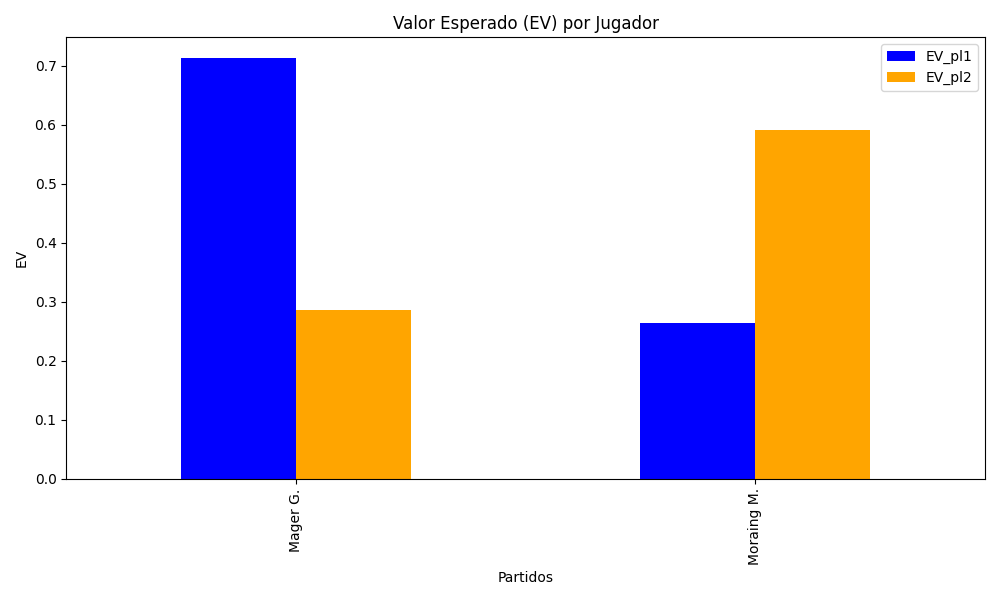 Valor Esperado (EV) por Jugador
EV_pl1
EV_pl2
EV
0.7
0.6
0.5
0.4
0.3
0.2
0.1
0.0
Mager G.
Moraing M.
Partidos